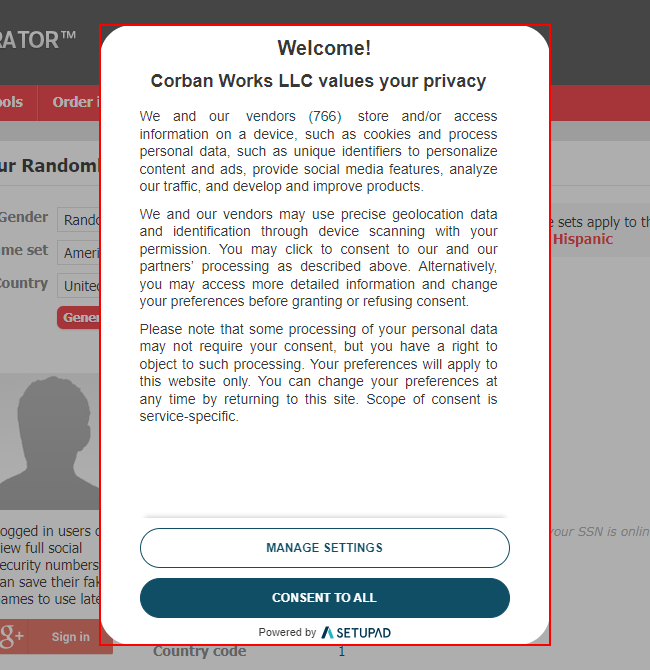 Welcome!
Corban Works LLC values your privacy
We and our vendors (766) store and/or access
information on a device, such as cookies and process
personal data, such as unique identifiers to personalize
content and ads, provide social media features, analyze
our traffic, and develop and improve products.
We and our vendors may use precise geolocation data
and identification through device scanning with your
permission. You may click to consent to our and our
partners’ processing as described above. Alternatively,
you may access more detailed information and change
your preferences before granting or refusing consent.
Please note that some processing of your personal data
may not require your consent, but you have a right to
object to such processing. Your preferences will apply to
this website only. You can change your preferences at
any time by returning to this site. Scope of consent is
service-specific.
MANAGE SETTINGS
CONSENT TO ALL
Powered by SETUPAD
RATOR™
ools
Order i
ur Random
Gender
Rando
me set
Ameri
Country
United
Gener
e sets apply to th
Hispanic
ogged in users c
iew full social
ecurity numbers
an save their fak
ames to use late
g+ Sign in
your SSN is onlin
Country code 1